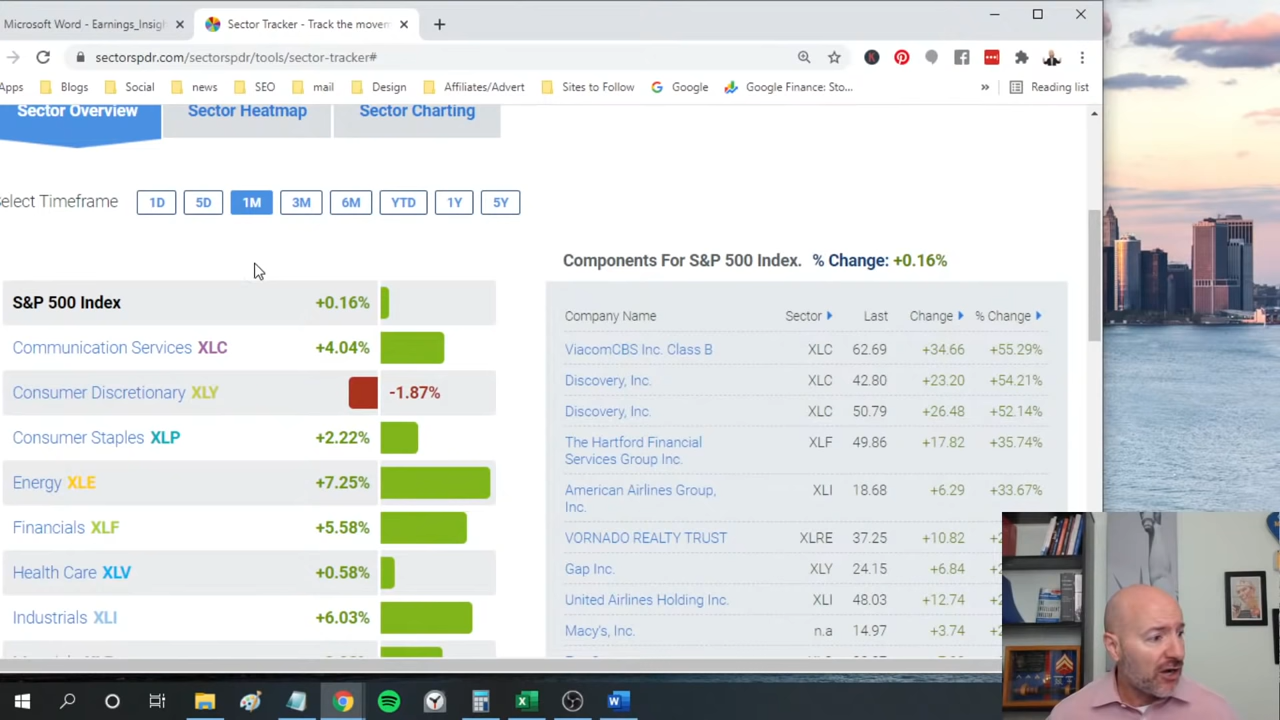 Microsoft Word - Earnings_Insigh
Sector Tracker - Track the movem
sectorspdr.com/sectorspdr/tools/sector-tracker#
Apps Blogs Social news SEO mail Design Affiliates/Advert Sites to Follow Google Google Finance: Sto... » Reading list
Sector Overview Sector Heatmap Sector Charting
Select Timeframe 1D 5D 1M 3M 6M YTD 1Y 5Y
Components For S&P 500 Index. % Change: +0.16%
S&P 500 Index +0.16%
Communication Services XLC +4.04%
Consumer Discretionary XLY -1.87%
Consumer Staples XLP +2.22%
Energy XLE +7.25%
Financials XLF +5.58%
Health Care XLV +0.58%
Industrials XLI +6.03%
Company Name Sector Last Change % Change
ViacomCBS Inc. Class B XLC 62.69 +34.66 +55.29%
Discovery, Inc. XLC 42.80 +23.20 +54.21%
Discovery, Inc. XLC 50.79 +26.48 +52.14%
The Hartford Financial XLF 49.86 +17.82 +35.74%
Services Group Inc.
American Airlines Group, XLI 18.68 +6.29 +33.67%
Inc.
VORNADO REALTY TRUST XLRE 37.25 +10.82
Gap Inc. XLY 24.15 +6.84
United Airlines Holding Inc. XLI 48.03 +12.74
Macy's, Inc. n.a 14.97 +3.74